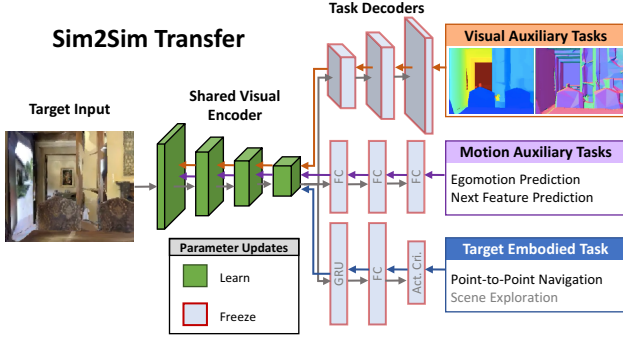 Sim2Sim Transfer
Task Decoders
Visual Auxiliary Tasks
Target Input
Shared Visual
Encoder
FC
FC
FC
Motion Auxiliary Tasks
Egomotion Prediction
Next Feature Prediction
Parameter Updates
Learn
Freeze
GRU
FC
Act. Cri.
Target Embodied Task
Point-to-Point Navigation
Scene Exploration